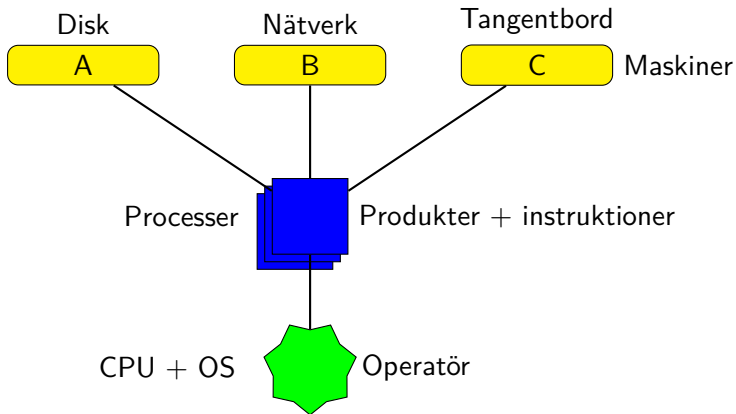 Disk
Nätverk
Tangentbord
A
B
C
Maskiner
Processer
Produkter + instruktioner
CPU + OS
Operatör